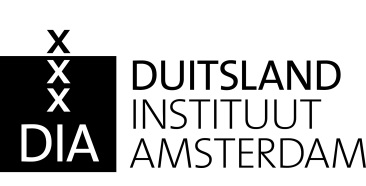 X
X
X
DIA
DUITSLAND
INSTITUUT
AMSTERDAM